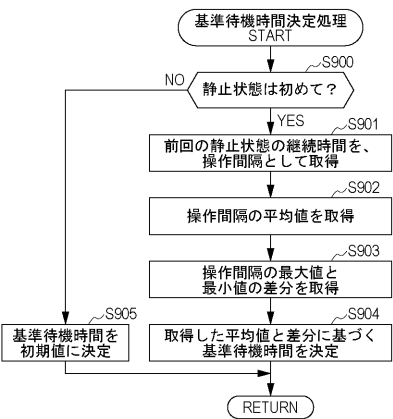 基準待機時間決定処理
START
S900
静止状態は初めて？
NO
YES
S901
前回の静止状態の継続時間を、
操作間隔として取得
S902
操作間隔の平均値を取得
S903
操作間隔の最大値と
最小値の差分を取得
S905
基準待機時間を
初期値に決定
S904
取得した平均値と差分に基づく
基準待機時間を決定
RETURN